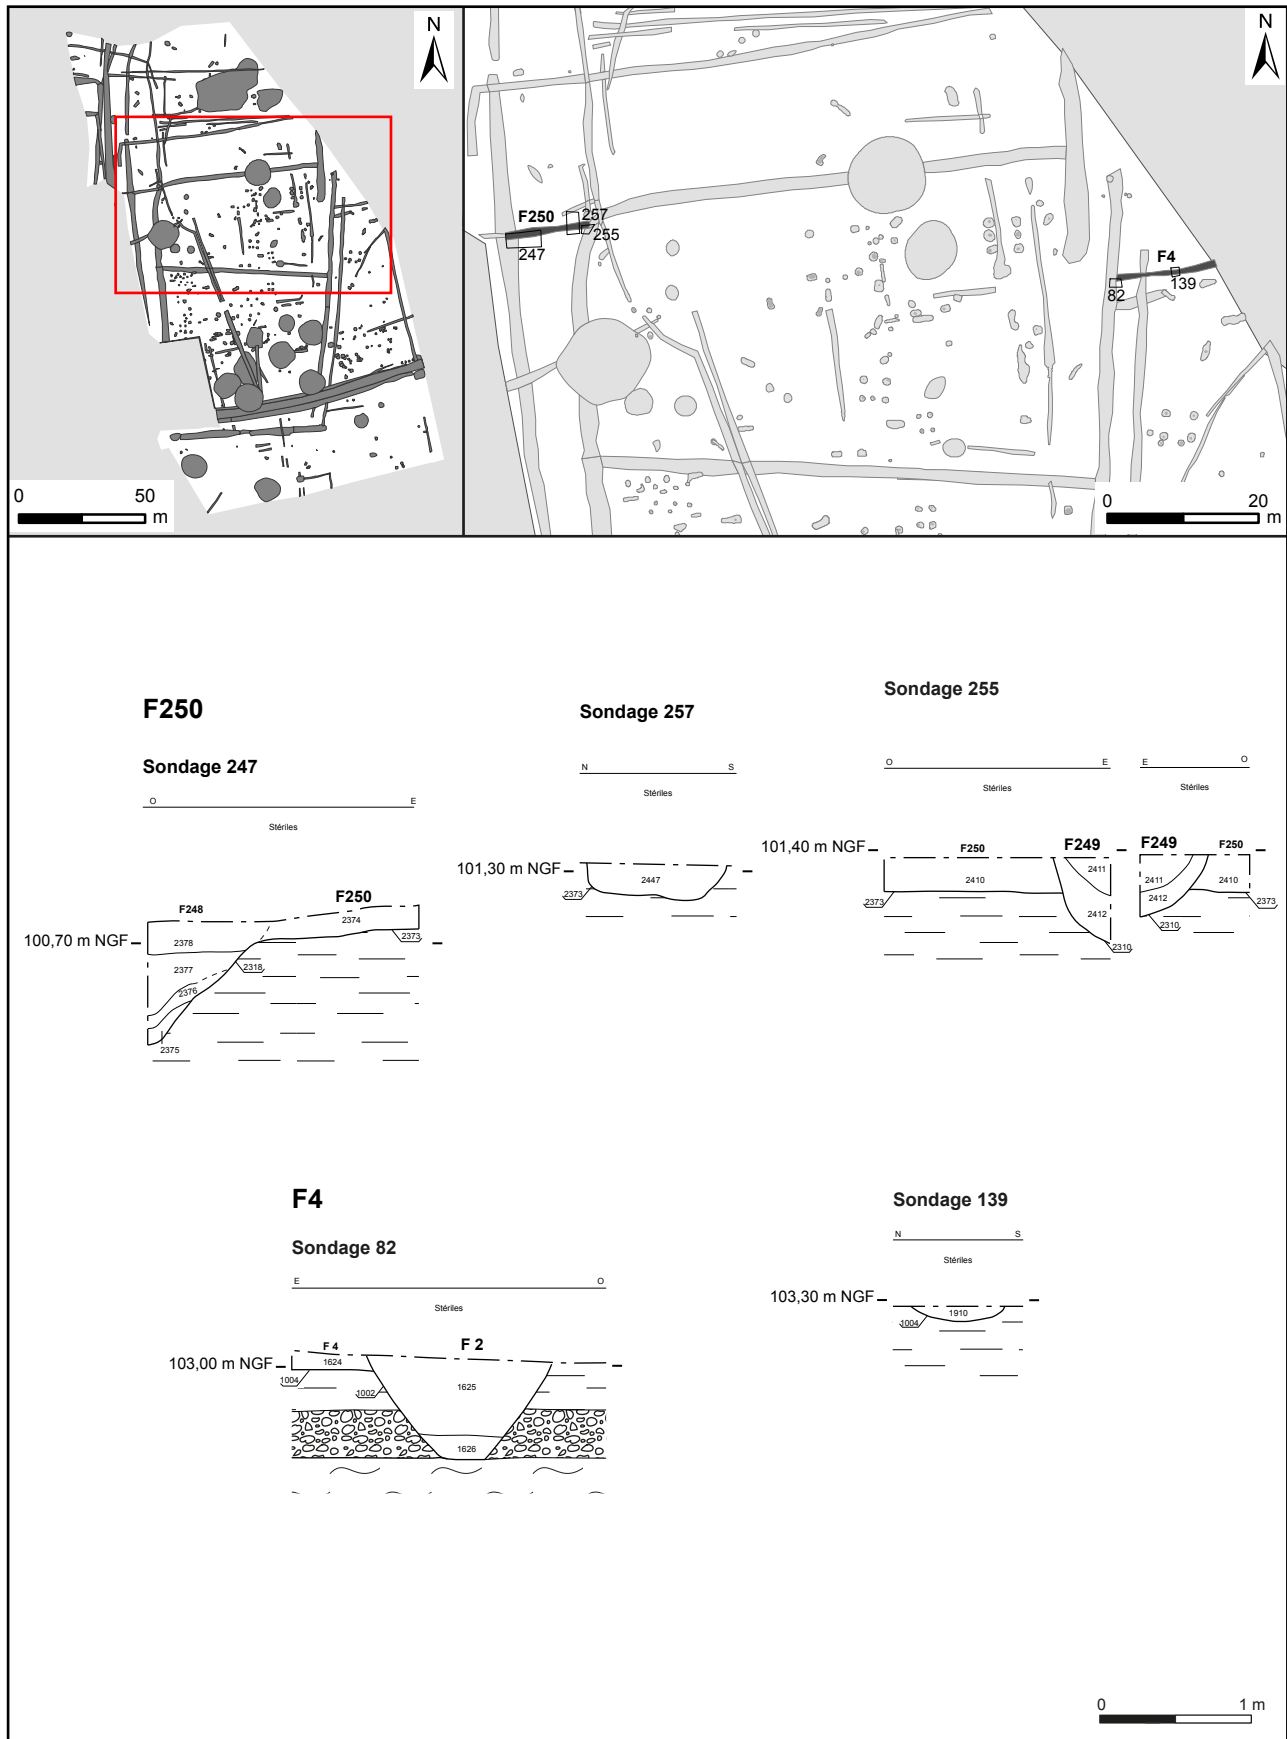 N
0 50
m
N
F250
257
255
247
F4
139
82
0 20
m
F250
Sondage 247
O E
Stériles
F248
F250
2374
100,70 m NGF
2378
2373
2377
2318
2376
2375
Sondage 257
N S
Stériles
101,30 m NGF
2447
2373
Sondage 255
O E
Stériles
E O
Stériles
101,40 m NGF
F250
F249
2411
2410
2373
2412
2310
F249
F250
2411
2410
2412
2373
2310
F4
Sondage 82
E O
Stériles
F 4
F 2
103,00 m NGF
1624
1004
1002
1625
1626
Sondage 139
N S
Stériles
103,30 m NGF
1910
1004
0 1 m